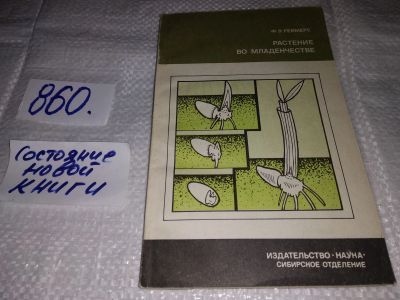 860.
Состояние
новой
книги
Ф. Э. РЕЙМЕРС
РАСТЕНИЕ
ВО МЛАДЕНЧЕСТВЕ
ИЗДАТЕЛЬСТВО · НАУКА ·
СИБИРСКОЕ ОТДЕЛЕНИЕ